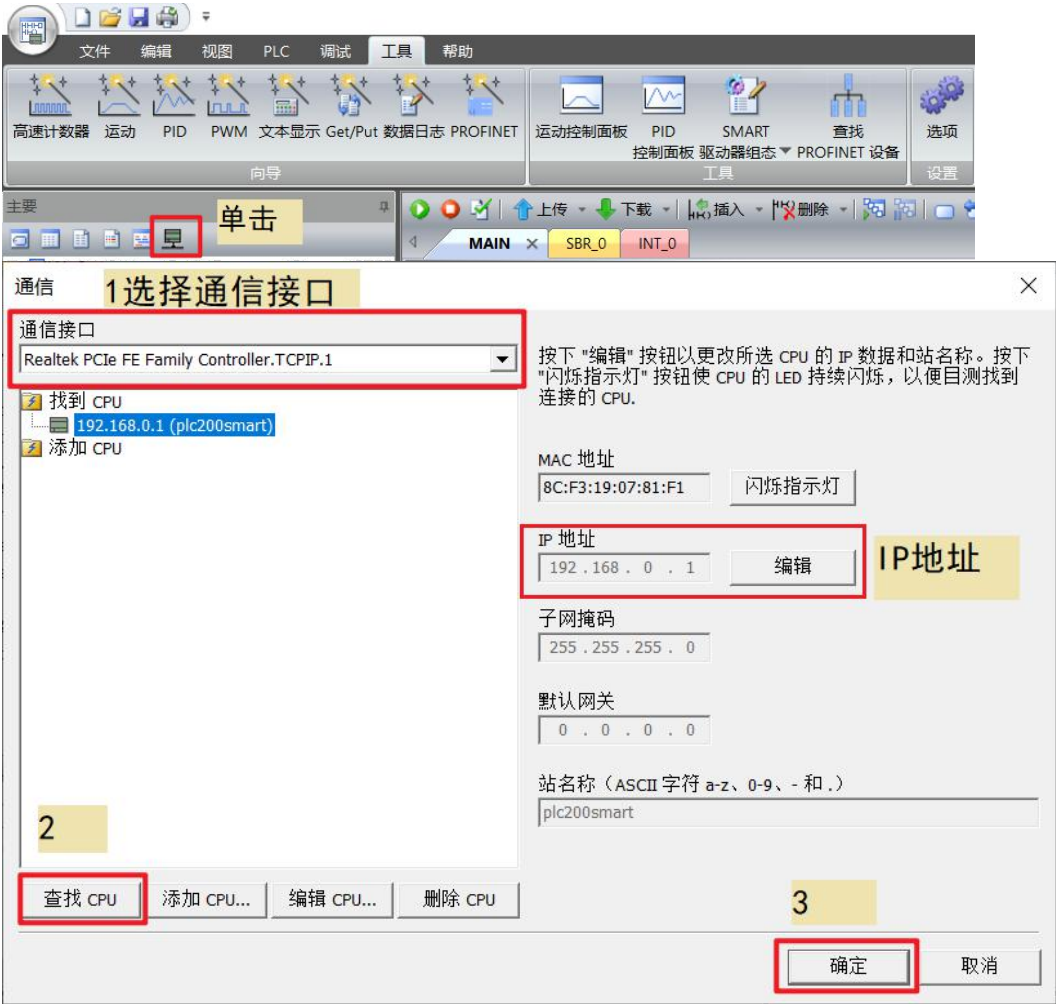 文件 编辑 视图 PLC 调试 工具 帮助
高速计数器 运动 PID PWM 文本显示 Get/Put 数据日志 PROFINET 运动控制面板 PID SMART 查找 选项
控制面板 驱动器组态 PROFINET 设备
向导 工具 设置
主要 单击 上传 下载 插入 删除
MAIN SBR_0 INT_0
通信 1选择通信接口
通信接口
Realtek PCIe FE Family Controller.TCPIP.1
找到 CPU
192.168.0.1 (plc200smart)
添加 CPU
按下 "编辑" 按钮以更改所选 CPU 的 IP 数据和站名称。按下
"闪烁指示灯" 按钮使 CPU 的 LED 持续闪烁，以便目测找到
连接的 CPU.
MAC 地址
8C:F3:19:07:81:F1 闪烁指示灯
IP 地址
192 . 168 . 0 . 1 编辑 IP地址
子网掩码
255 . 255 . 255 . 0
默认网关
0 . 0 . 0 . 0
站名称（ASCII 字符 a-z、0-9、- 和 .）
plc200smart
2
查找 CPU 添加 CPU... 编辑 CPU... 删除 CPU
3
确定 取消